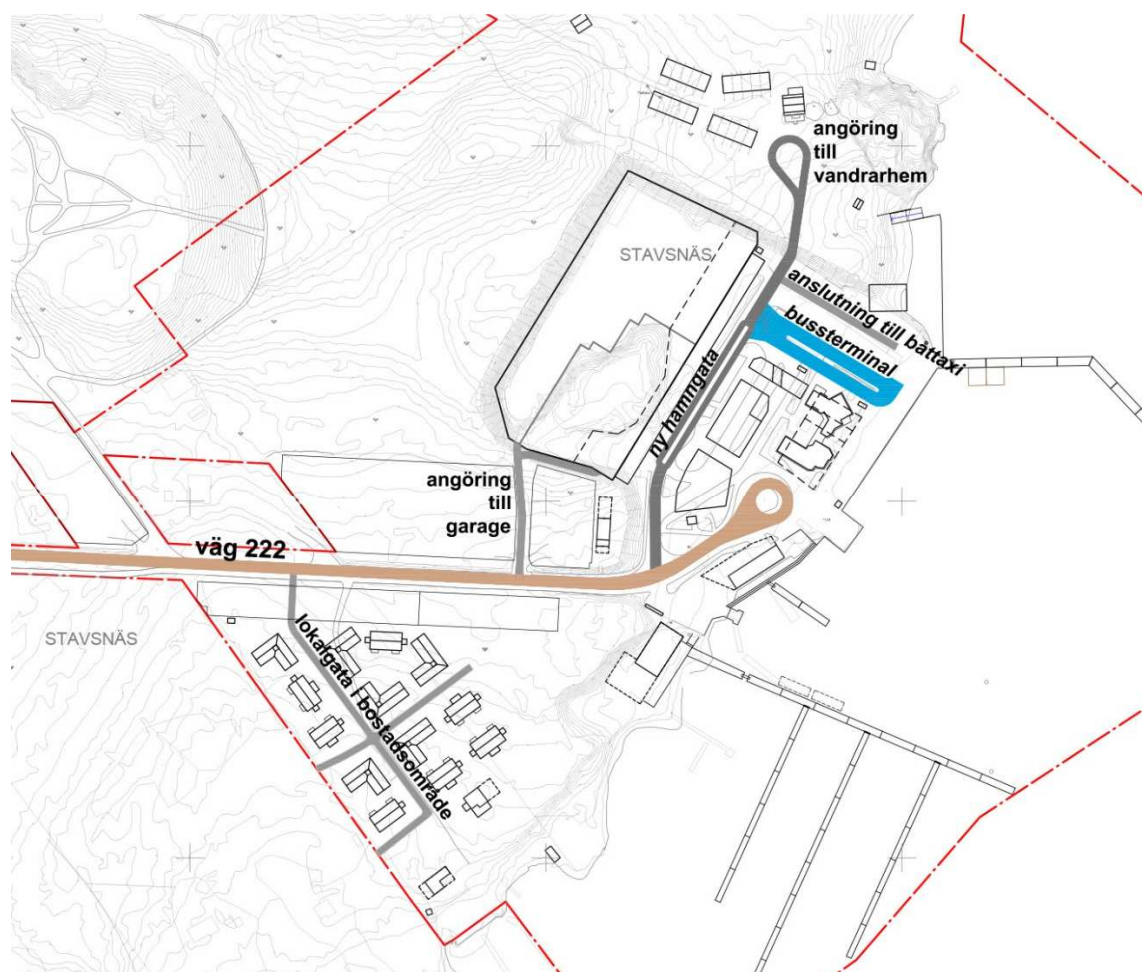 angöring
till
vandrarhem
STAVSNÄS
anslutning till båttaxi
bussterminal
ny hamngata
angöring
till
garage
väg 222
STAVSNÄS
lokalgata i bostadsområde